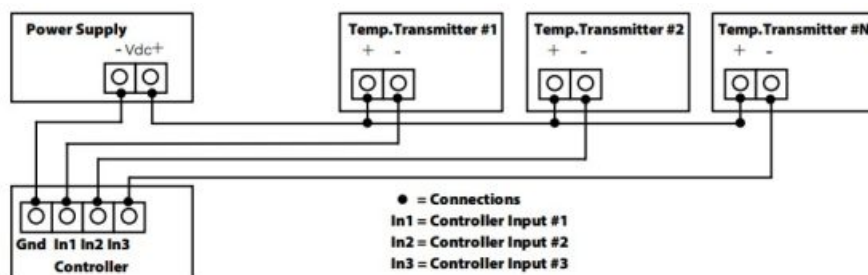 Power Supply
- Vdc+
Temp.Transmitter #1
+ -
Temp.Transmitter #2
+ -
Temp.Transmitter #N
+ -
Gnd In1 In2 In3
Controller
● = Connections
In1 = Controller Input #1
In2 = Controller Input #2
In3 = Controller Input #3